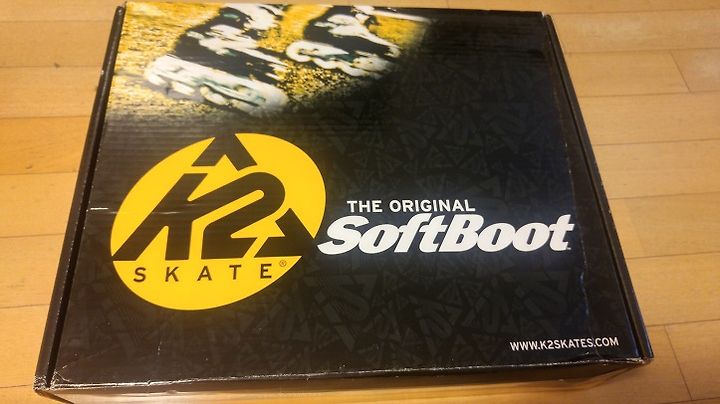 K2
SKATE®
THE ORIGINAL
SoftBoot
WWW.K2SKATES.COM